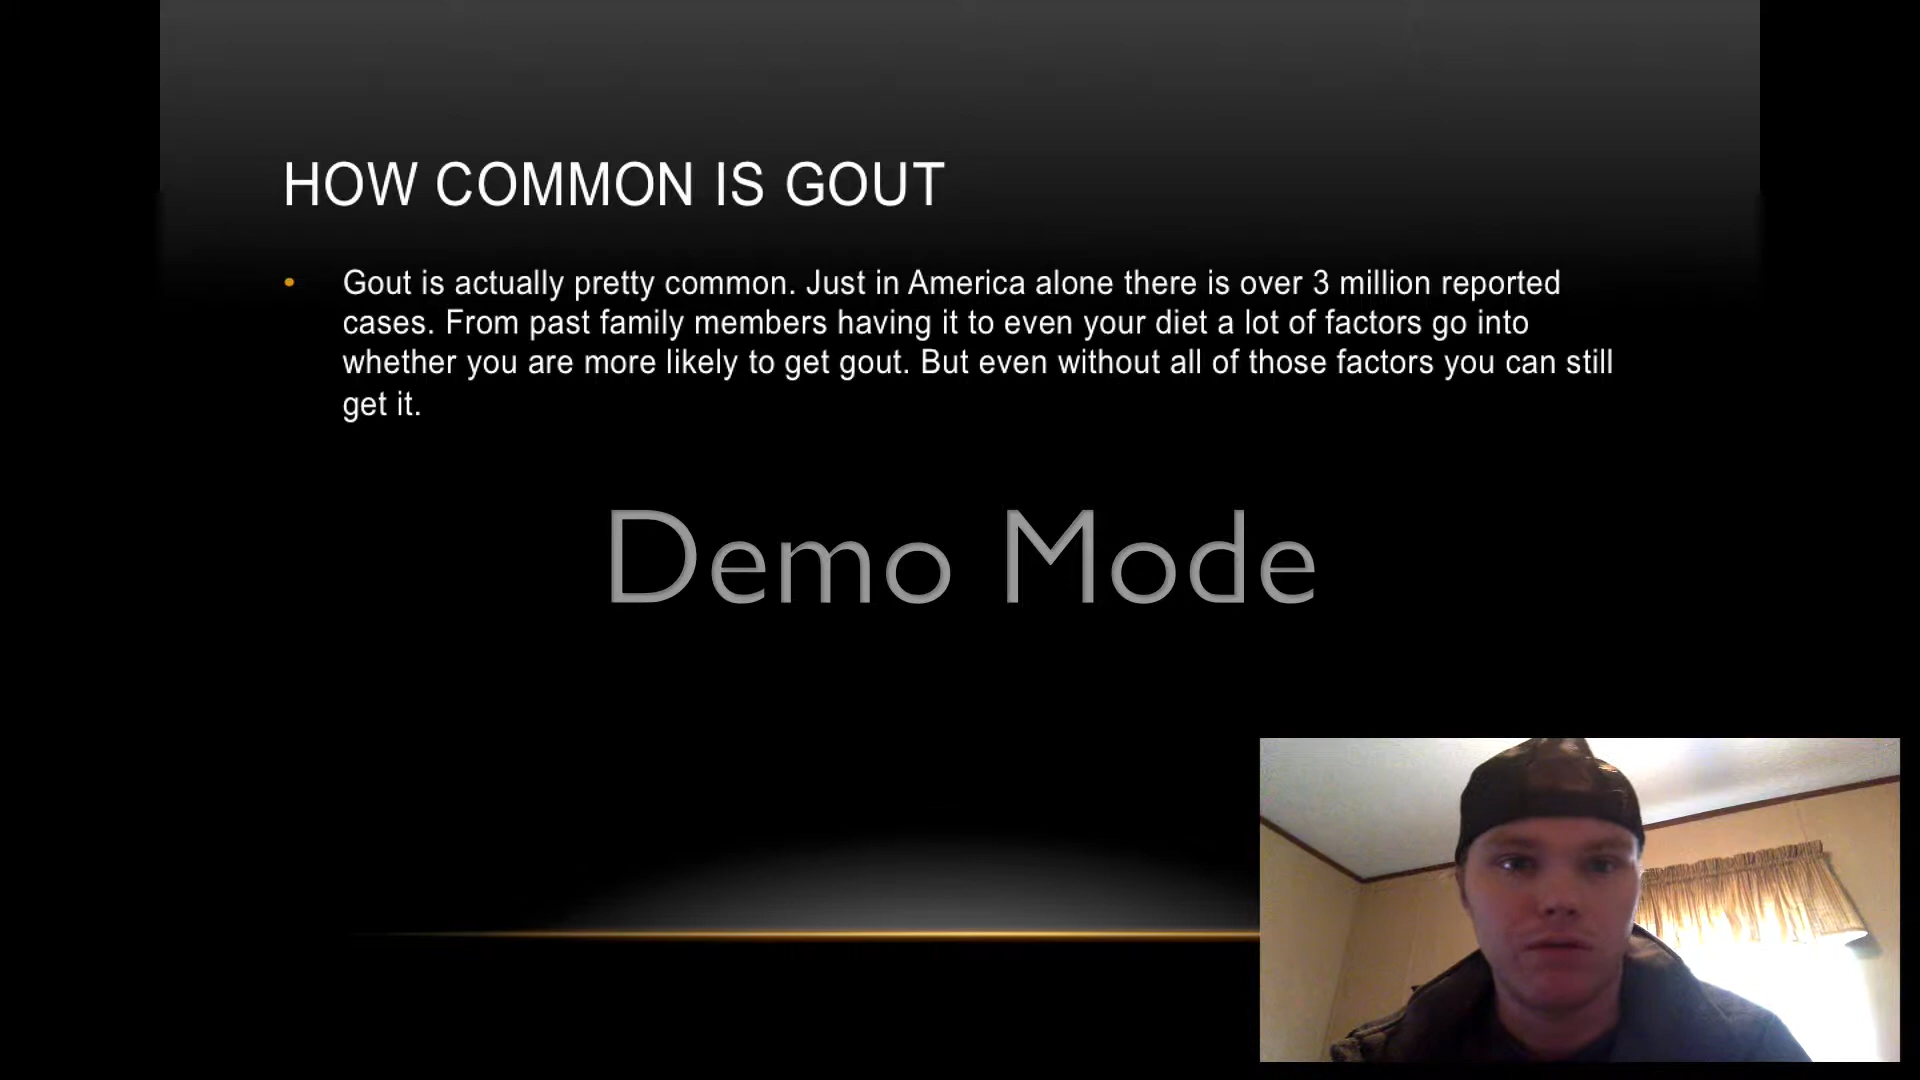 HOW COMMON IS GOUT
• Gout is actually pretty common. Just in America alone there is over 3 million reported
cases. From past family members having it to even your diet a lot of factors go into
whether you are more likely to get gout. But even without all of those factors you can still
get it.
Demo Mode